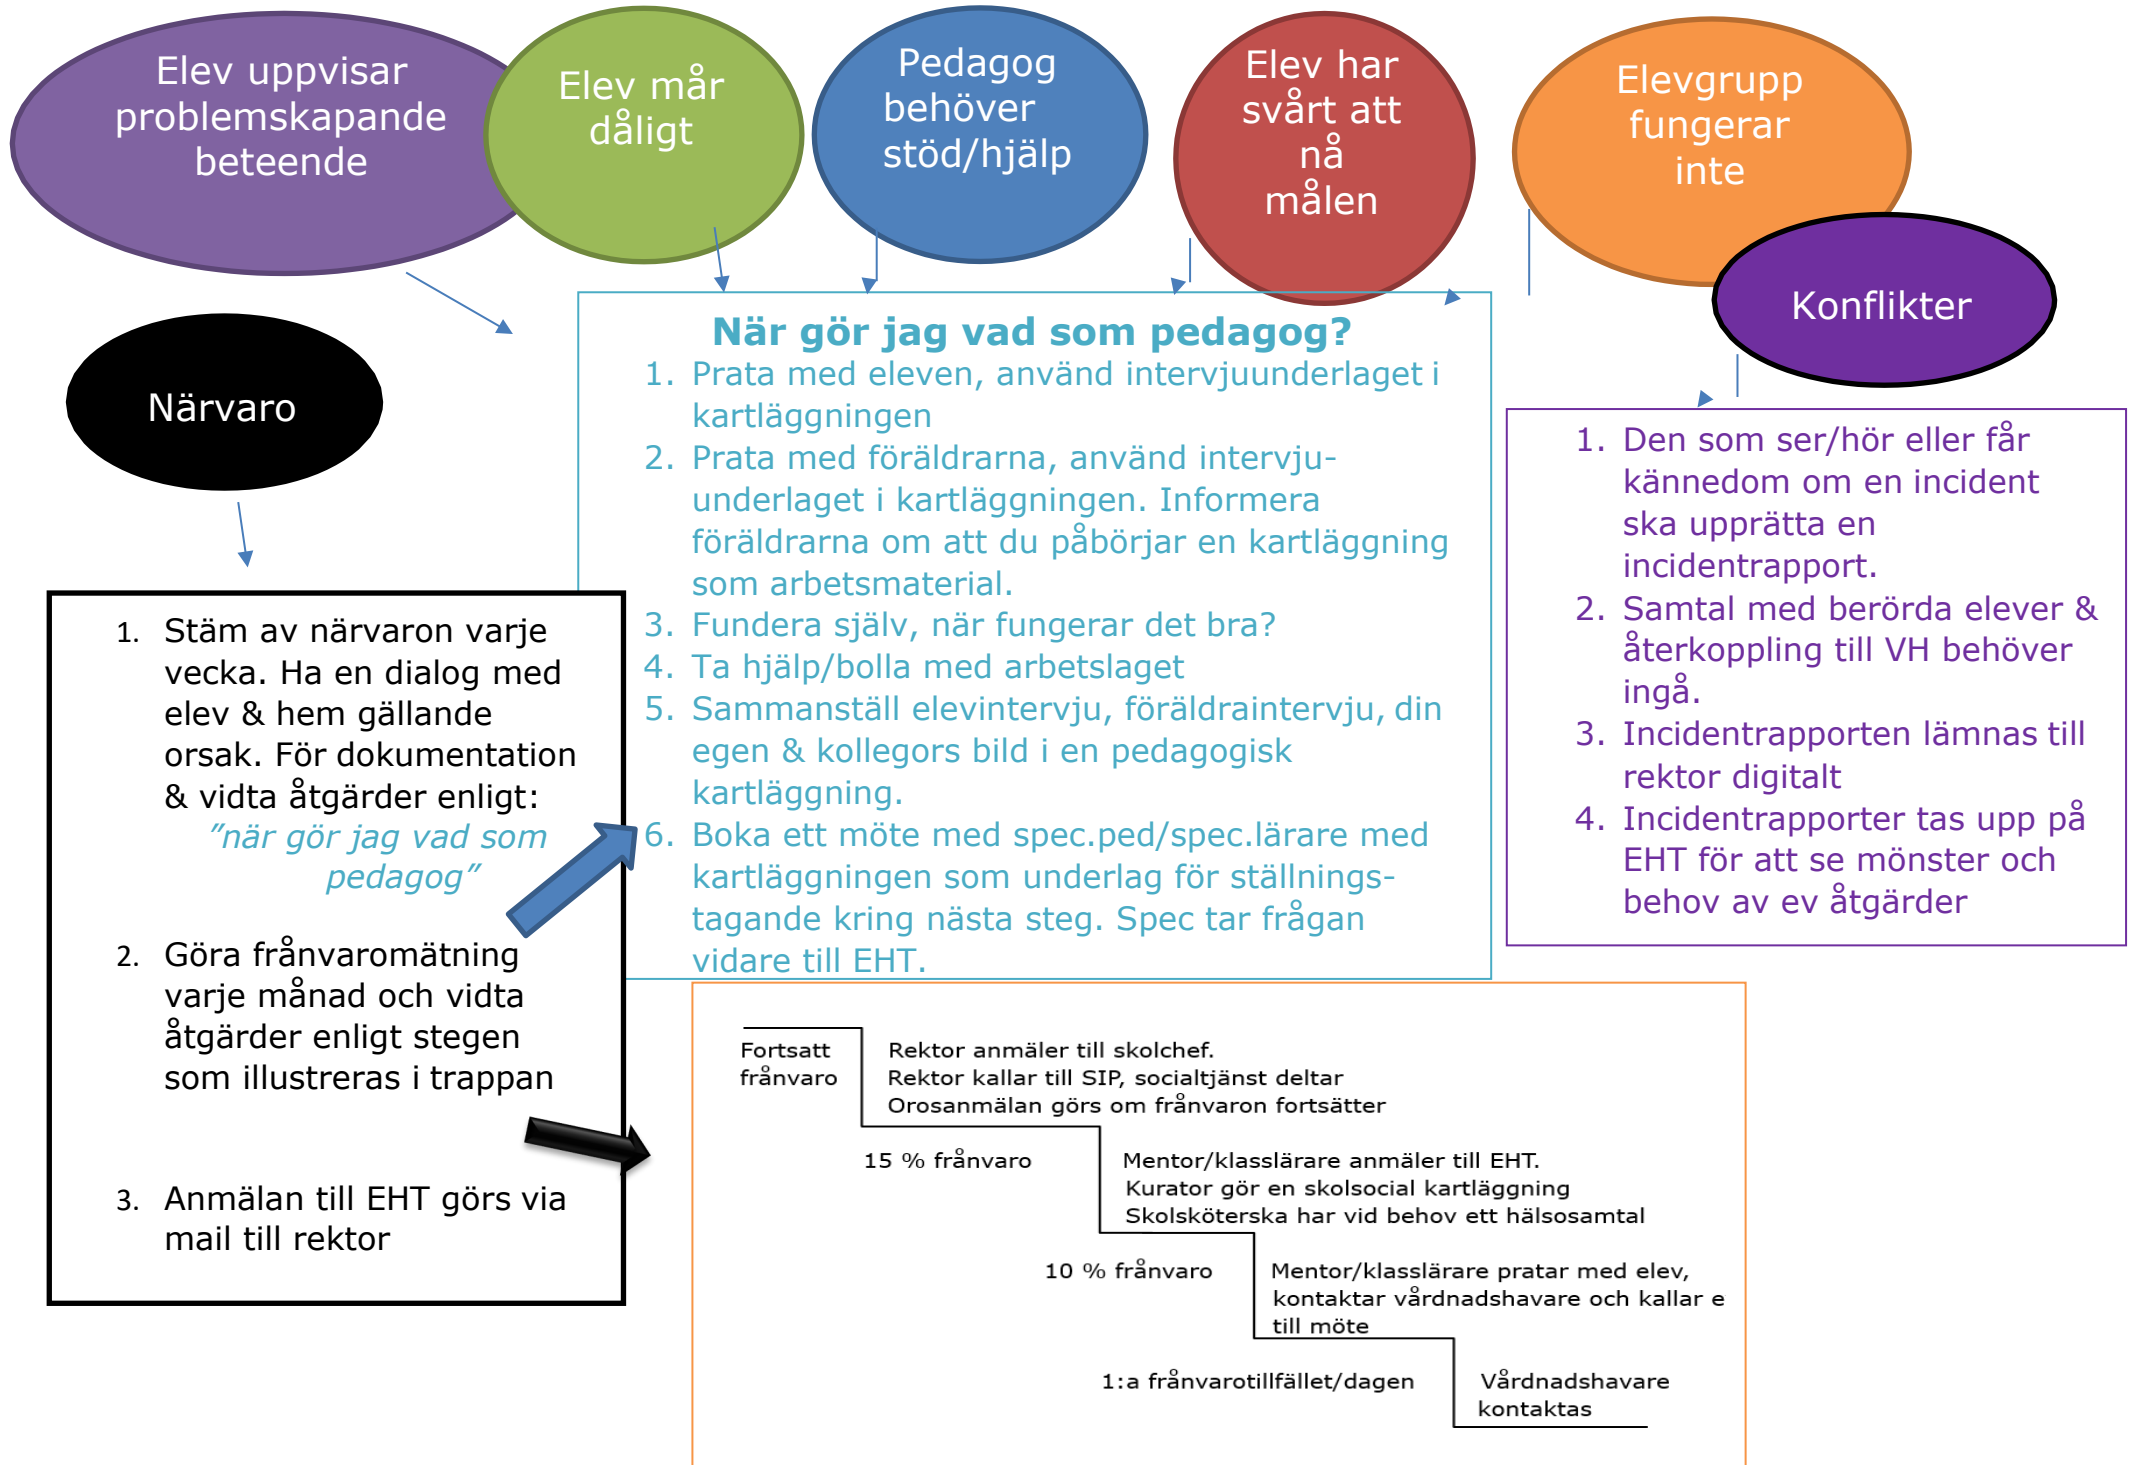 Elev uppvisar
problemskapande
beteende
Elev mår
dåligt
Pedagog
behöver
stöd/hjälp
Elev har
svårt att
nå
målen
Elevgrupp
fungerar
inte
Konflikter
Närvaro
När gör jag vad som pedagog?
1. Prata med eleven, använd intervjuunderlaget i
kartläggningen
2. Prata med föräldrarna, använd intervju-
underlaget i kartläggningen. Informera
föräldrarna om att du påbörjar en kartläggning
som arbetsmaterial.
3. Fundera själv, när fungerar det bra?
4. Ta hjälp/bolla med arbetslaget
5. Sammanställ elevintervju, föräldraintervju, din
egen & kollegors bild i en pedagogisk
kartläggning.
6. Boka ett möte med spec.ped/spec.lärare med
kartläggningen som underlag för ställnings-
tagande kring nästa steg. Spec tar frågan
vidare till EHT.
1. Den som ser/hör eller får
kännedom om en incident
ska upprätta en
incidentrapport.
2. Samtal med berörda elever &
återkoppling till VH behöver
ingå.
3. Incidentrapporten lämnas till
rektor digitalt
4. Incidentrapporter tas upp på
EHT för att se mönster och
behov av ev åtgärder
1. Stäm av närvaron varje
vecka. Ha en dialog med
elev & hem gällande
orsak. För dokumentation
& vidta åtgärder enligt:
”när gör jag vad som
pedagog”
2. Göra frånvaromätning
varje månad och vidta
åtgärder enligt stegen
som illustreras i trappan
3. Anmälan till EHT görs via
mail till rektor
Fortsatt
frånvaro
Rektor anmäler till skolchef.
Rektor kallar till SIP, socialtjänst deltar
Orosanmälan görs om frånvaron fortsätter
15 % frånvaro
Mentor/klasslärare anmäler till EHT.
Kurator gör en skolsocial kartläggning
Skolsköterska har vid behov ett hälsosamtal
10 % frånvaro
Mentor/klasslärare pratar med elev,
kontaktar vårdnadshavare och kallar e
till möte
1:a frånvarotillfället/dagen
Vårdnadshavare
kontaktas